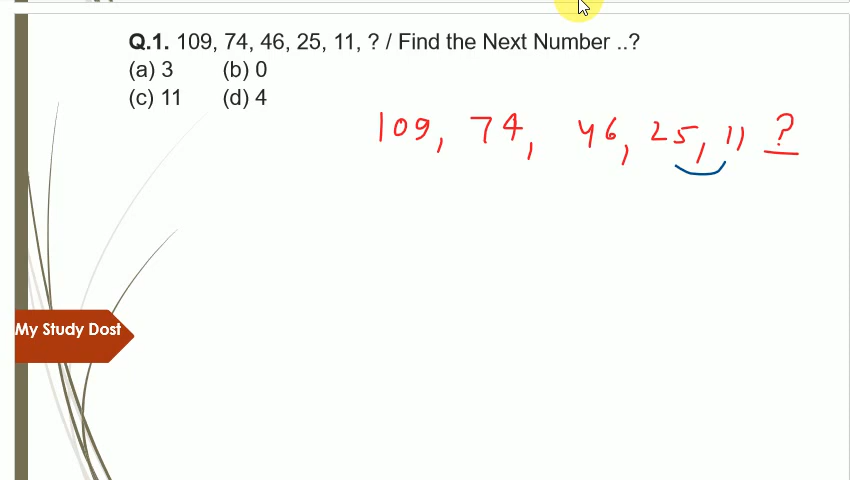 Q.1. 109, 74, 46, 25, 11, ? / Find the Next Number ..?
(a) 3 (b) 0
(c) 11 (d) 4
109, 74, 46, 25, 11 ?
My Study Dost